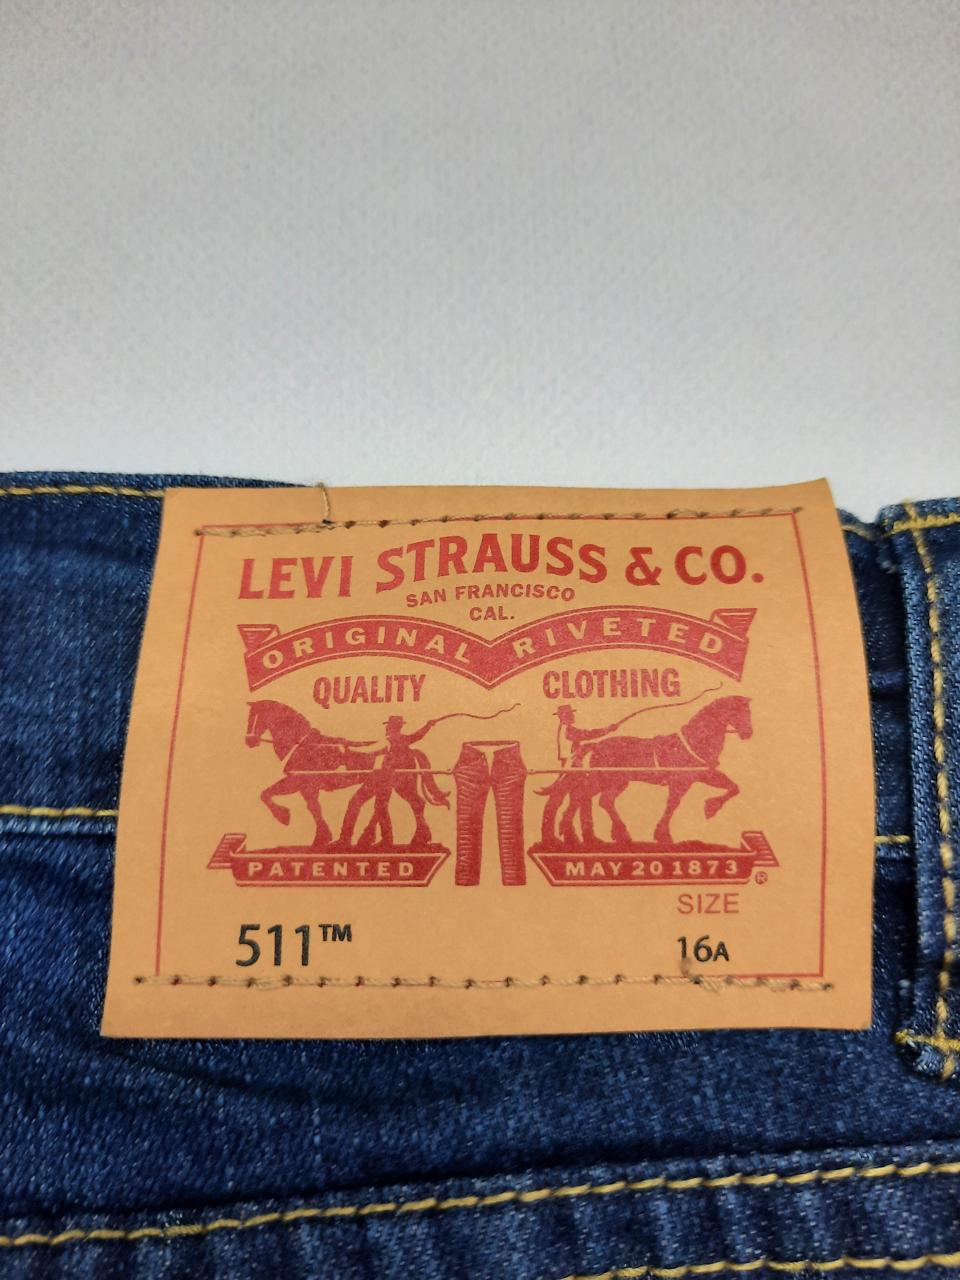 LEVI STRAUSS & CO.
SAN FRANCISCO
CAL.
ORIGINAL RIVETED
QUALITY CLOTHING
PATENTED MAY 20 1873 ®
SIZE
511™ 16A